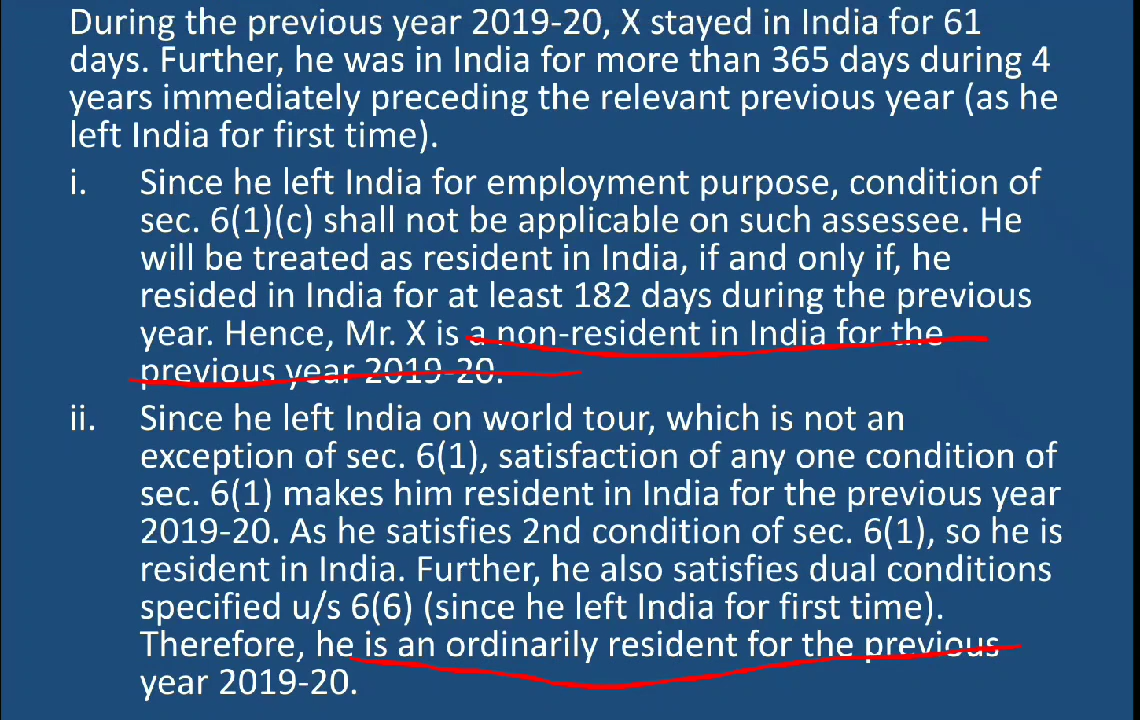 During the previous year 2019-20, X stayed in India for 61
days. Further, he was in India for more than 365 days during 4
years immediately preceding the relevant previous year (as he
left India for first time).
i. Since he left India for employment purpose, condition of
sec. 6(1)(c) shall not be applicable on such assessee. He
will be treated as resident in India, if and only if, he
resided in India for at least 182 days during the previous
year. Hence, Mr. X is a non-resident in India for the
previous year 2019-20.
ii. Since he left India on world tour, which is not an
exception of sec. 6(1), satisfaction of any one condition of
sec. 6(1) makes him resident in India for the previous year
2019-20. As he satisfies 2nd condition of sec. 6(1), so he is
resident in India. Further, he also satisfies dual conditions
specified u/s 6(6) (since he left India for first time).
Therefore, he is an ordinarily resident for the previous
year 2019-20.